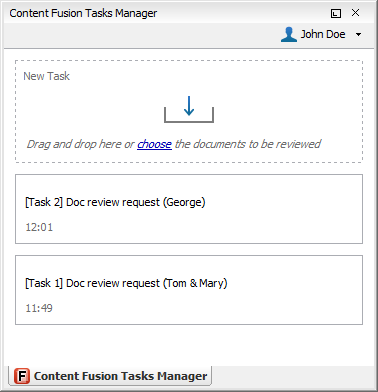 Content Fusion Tasks Manager
John Doe
New Task
Drag and drop here or choose the documents to be reviewed
[Task 2] Doc review request (George)
12:01
[Task 1] Doc review request (Tom & Mary)
11:49
F Content Fusion Tasks Manager